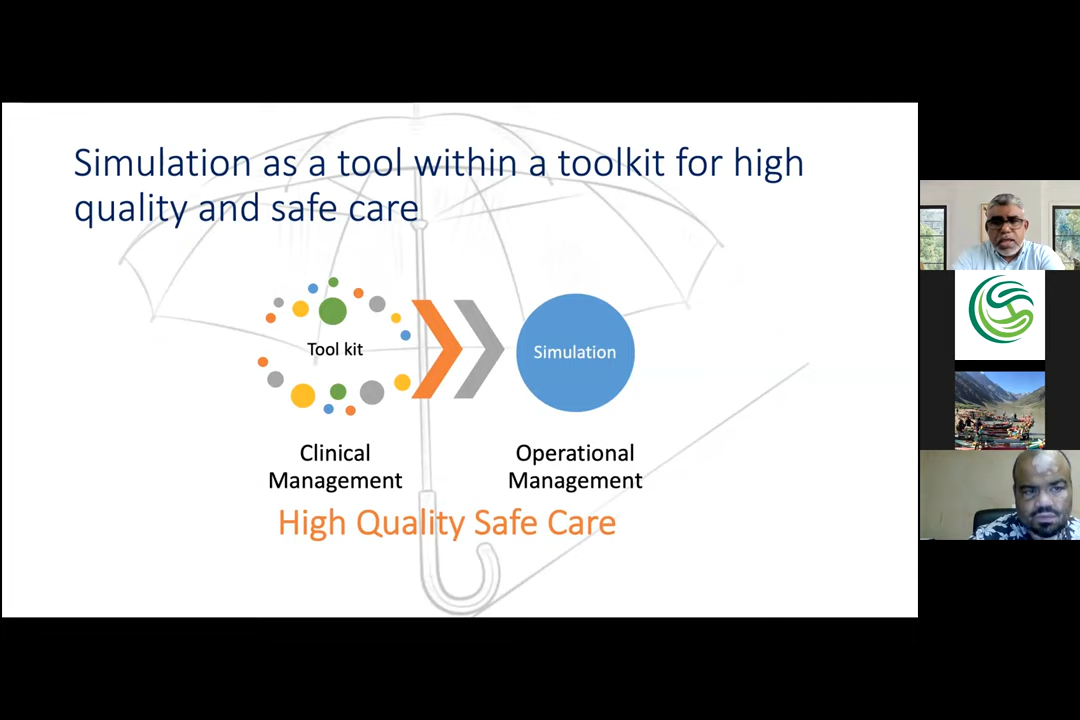 Simulation as a tool within a toolkit for high
quality and safe care
Tool kit
Simulation
Clinical
Management
Operational
Management
High Quality Safe Care